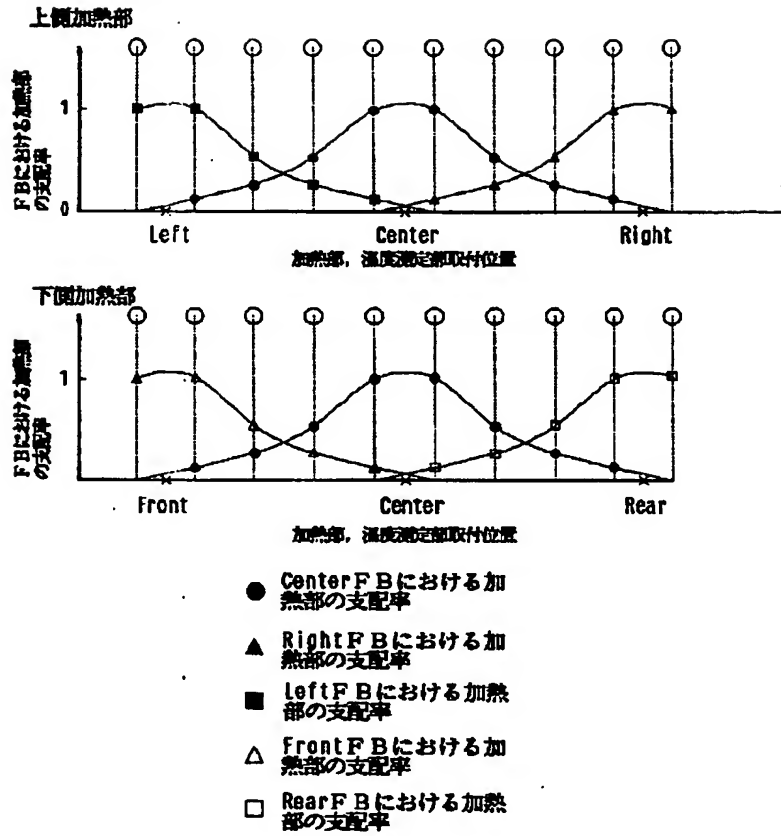 上側加熱部
FBにおける加熱部
の支配率
1
0
Left
Center
Right
加熱部，温度測定部取付位置
下側加熱部
FBにおける加熱部
の支配率
1
Front
Center
Rear
加熱部，温度測定部取付位置
CenterFBにおける加
熱部の支配率
RightFBにおける加
熱部の支配率
LeftFBにおける加熱
部の支配率
FrontFBにおける加
熱部の支配率
RearFBにおける加熱
部の支配率